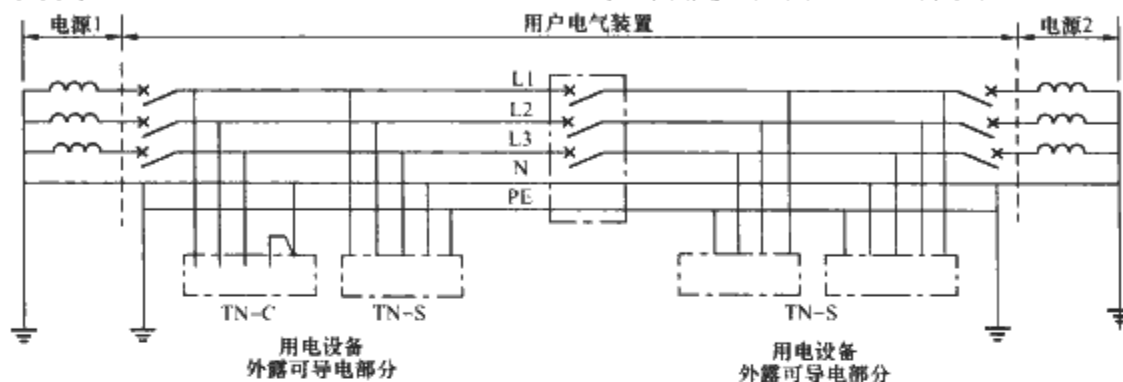 电源1
用户电气装置
电源2
L1
L2
L3
N
PE
TN-C
TN-S
TN-S
用电设备
外露可导电部分
用电设备
外露可导电部分